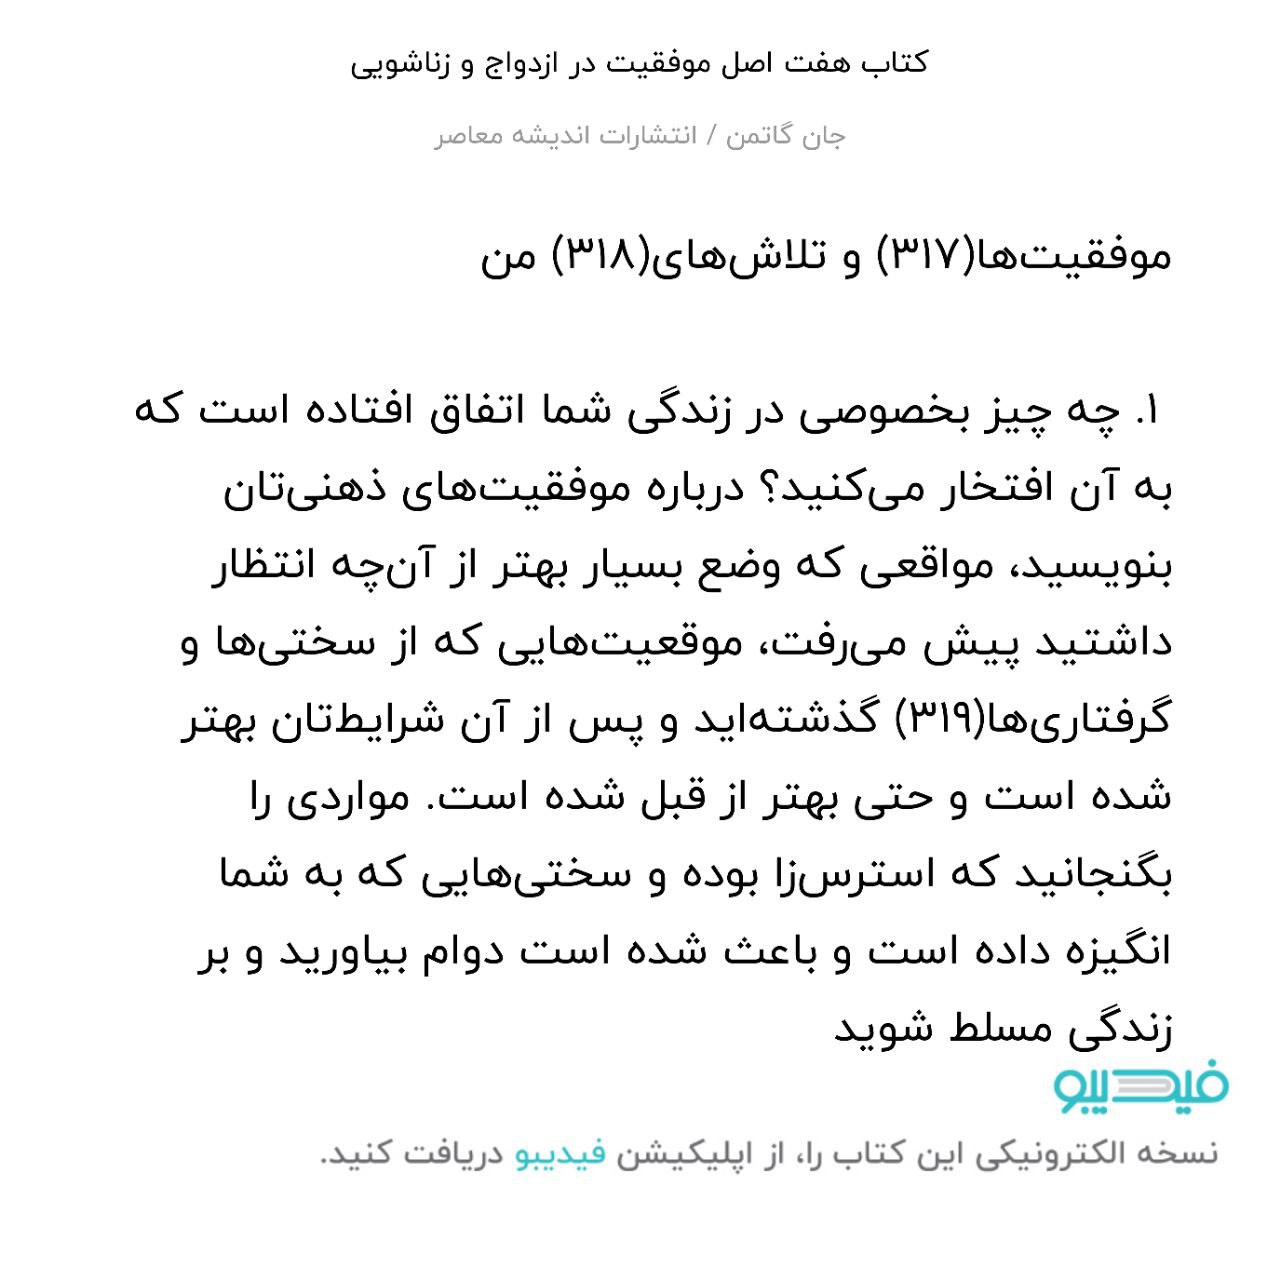 کتاب هفت اصل موفقیت در ازدواج و زناشویی
جان گاتمن / انتشارات اندیشه معاصر
موفقیت‌ها(۳۱۷) و تلاش‌های(۳۱۸) من
۱. چه چیز بخصوصی در زندگی شما اتفاق افتاده است که
به آن افتخار می‌کنید؟ درباره موفقیت‌های ذهنی‌تان
بنویسید، مواقعی که وضع بسیار بهتر از آن‌چه انتظار
داشتید پیش می‌رفت، موقعیت‌هایی که از سختی‌ها و
گرفتاری‌ها(۳۱۹) گذشته‌اید و پس از آن شرایط‌تان بهتر
شده است و حتی بهتر از قبل شده است. مواردی را
بگنجانید که استرس‌زا بوده و سختی‌هایی که به شما
انگیزه داده است و باعث شده است دوام بیاورید و بر
زندگی مسلط شوید
فیدیبو
نسخه الکترونیکی این کتاب را، از اپلیکیشن فیدیبو دریافت کنید.